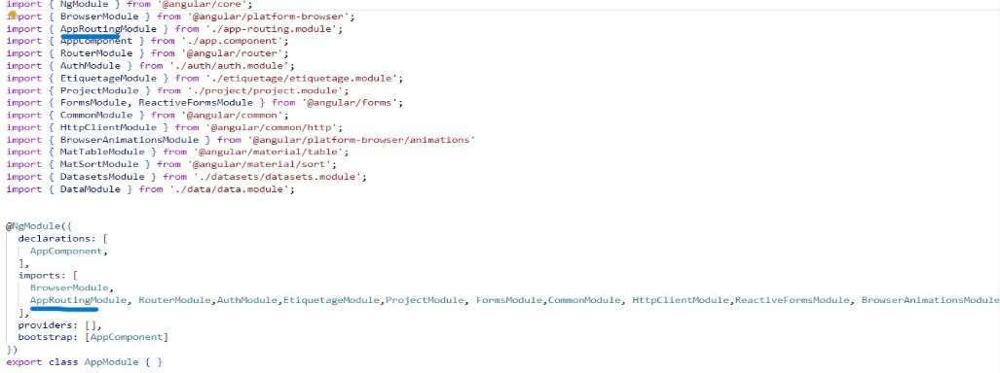 import { NgModule } from '@angular/core';
import { BrowserModule } from '@angular/platform-browser';
import { AppRoutingModule } from './app-routing.module';
import { AppComponent } from './app.component';
import { RouterModule } from '@angular/router';
import { AuthModule } from './auth/auth.module';
import { EtiquetageModule } from './etiquetage/etiquetage.module';
import { ProjectModule } from './project/project.module';
import { FormsModule, ReactiveFormsModule } from '@angular/forms';
import { CommonModule } from '@angular/common';
import { HttpClientModule } from '@angular/common/http';
import { BrowserAnimationsModule } from '@angular/platform-browser/animations'
import { MatTableModule } from '@angular/material/table';
import { MatSortModule } from '@angular/material/sort';
import { DatasetsModule } from './datasets/datasets.module';
import { DataModule } from './data/data.module';
@NgModule({
declarations: [
AppComponent,
],
imports: [
BrowserModule,
AppRoutingModule, RouterModule,AuthModule,EtiquetageModule,ProjectModule, FormsModule,CommonModule, HttpClientModule,ReactiveFormsModule, BrowserAnimationsModule
],
providers: [],
bootstrap: [AppComponent]
})
export class AppModule { }